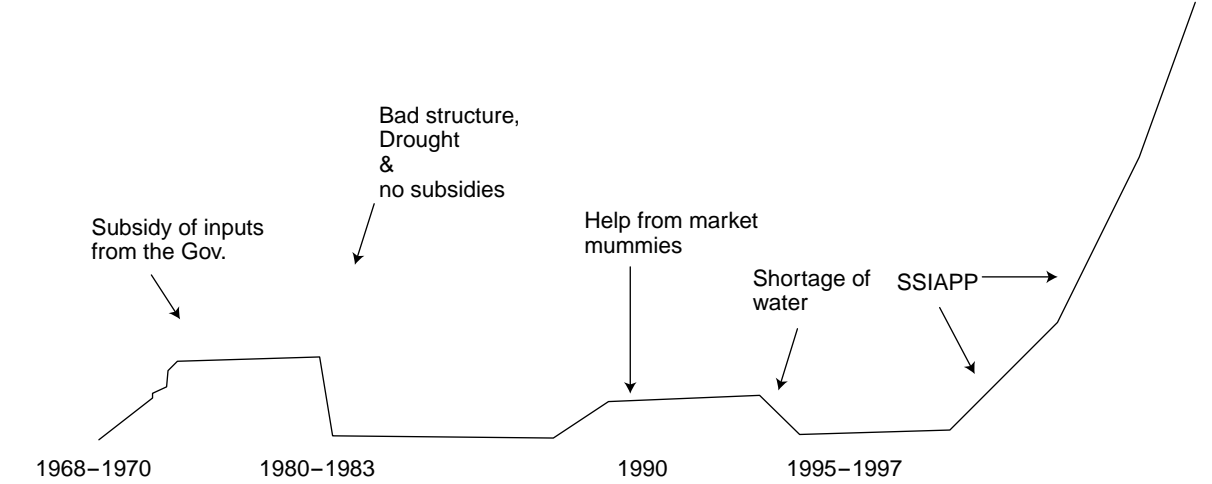 Bad structure,
Drought
&
no subsidies
Subsidy of inputs
from the Gov.
Help from market
mummies
Shortage of
water
SSIAPP
1968–1970
1980–1983
1990
1995–1997